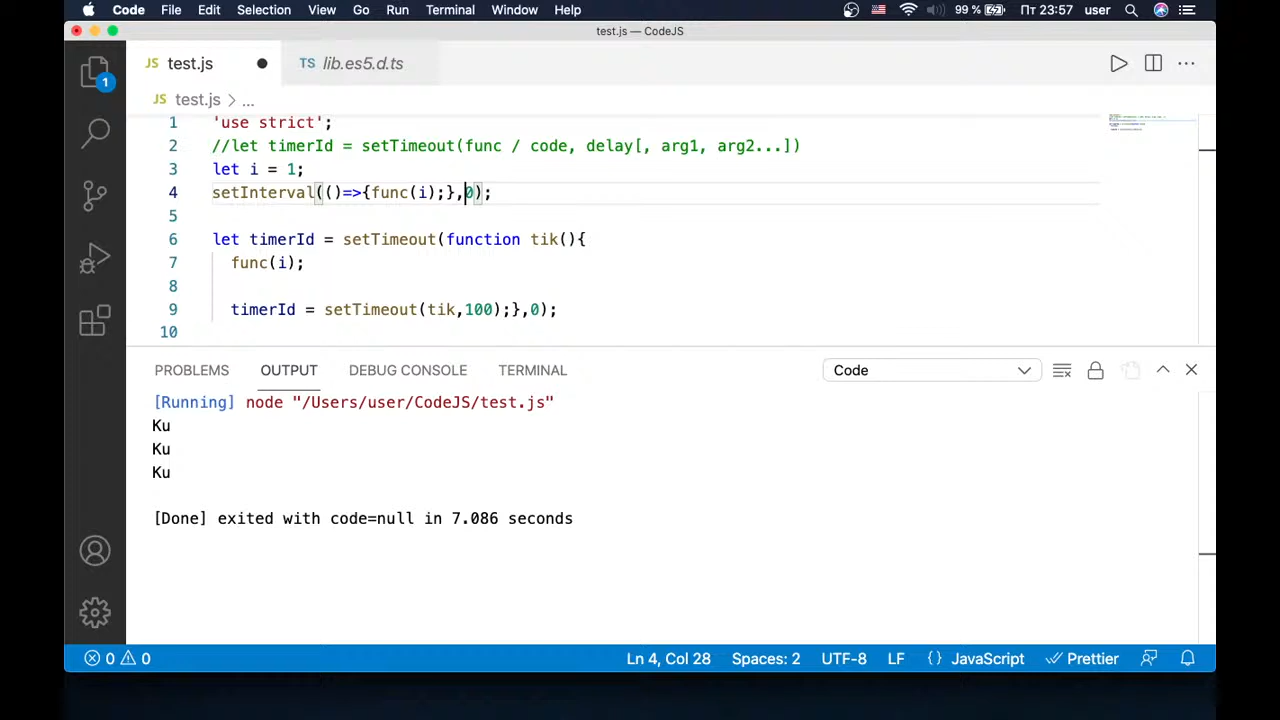 Code File Edit Selection View Go Run Terminal Window Help 99 % Пт 23:57 user
test.js — CodeJS
JS test.js TS lib.es5.d.ts
JS test.js > ...
1 'use strict';
2 //let timerId = setTimeout(func / code, delay[, arg1, arg2...])
3 let i = 1;
4 setInterval(()=>{func(i);},0);
5
6 let timerId = setTimeout(function tik(){
7 func(i);
8
9 timerId = setTimeout(tik,100);},0);
10
1
PROBLEMS OUTPUT DEBUG CONSOLE TERMINAL Code
[Running] node "/Users/user/CodeJS/test.js"
Ku
Ku
Ku
[Done] exited with code=null in 7.086 seconds
0 0 Ln 4, Col 28 Spaces: 2 UTF-8 LF {} JavaScript Prettier